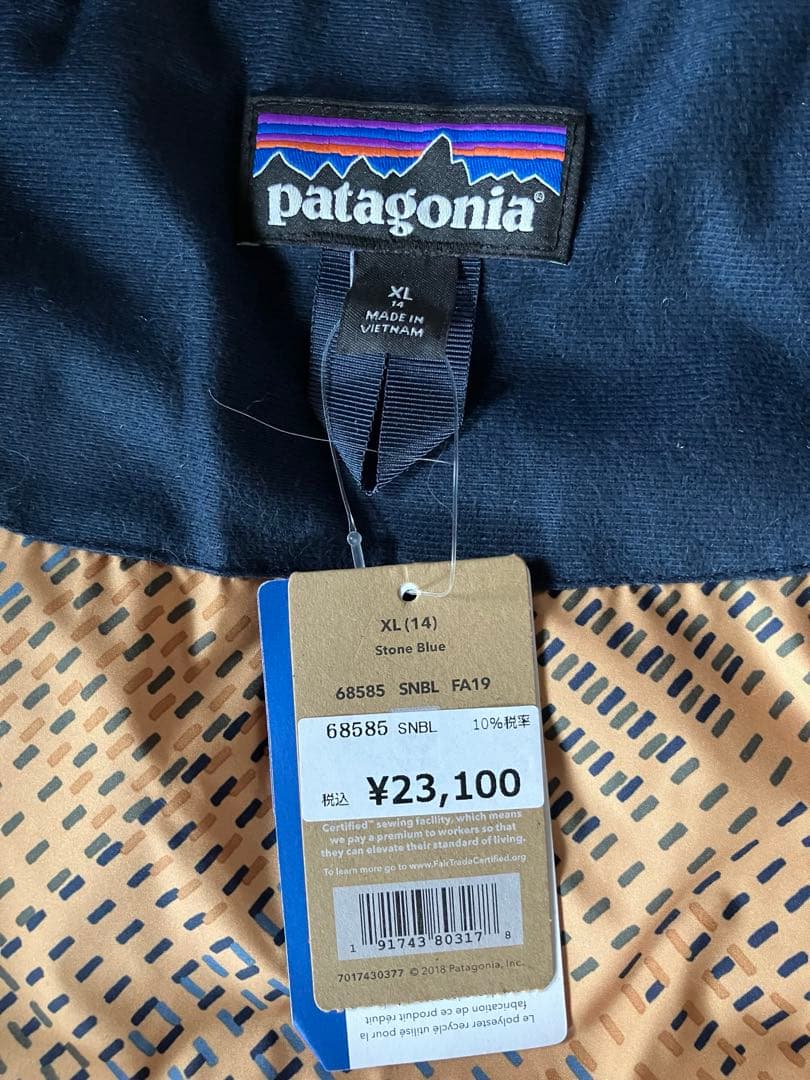 patagonia®
XL
14
MADE IN
VIETNAM
XL (14)
Stone Blue
68585 SNBL FA19
68585 SNBL 10%税率
税込 ¥23,100
Certified™ sewing facility, which means
we pay a premium to workers so that
they can elevate their standard of living.
To learn more go to www.FairTradeCertified.org
1 91743 80317 8
7017430377 © 2018 Patagonia, Inc.
Le polyester recyclé utilisé pour la
fabrication de ce produit réduit